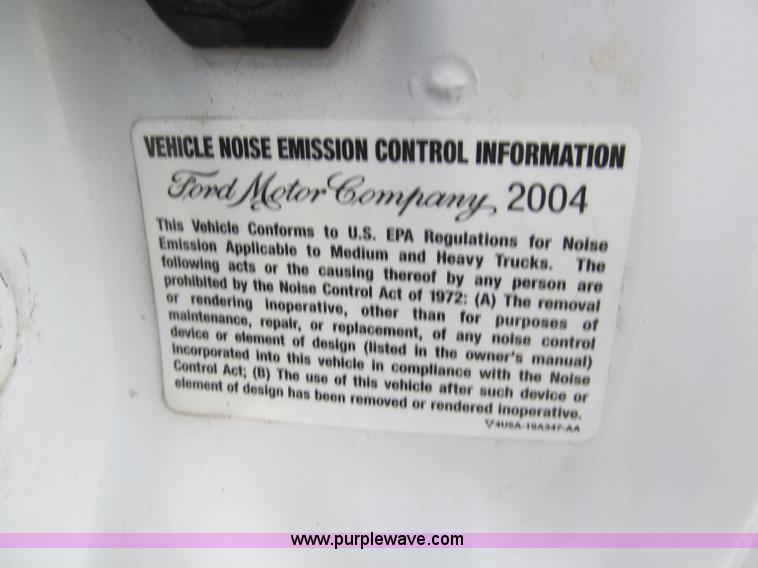 VEHICLE NOISE EMISSION CONTROL INFORMATION
Ford Motor Company 2004
This Vehicle Conforms to U.S. EPA Regulations for Noise
Emission Applicable to Medium and Heavy Trucks. The
following acts or the causing thereof by any person are
prohibited by the Noise Control Act of 1972: (A) The removal
or rendering inoperative, other than for purposes of
maintenance, repair, or replacement, of any noise control
device or element of design (listed in the owner's manual)
incorporated into this vehicle in compliance with the Noise
Control Act; (B) The use of this vehicle after such device or
element of design has been removed or rendered inoperative.
4U5A-19A347-AA
www.purplewave.com